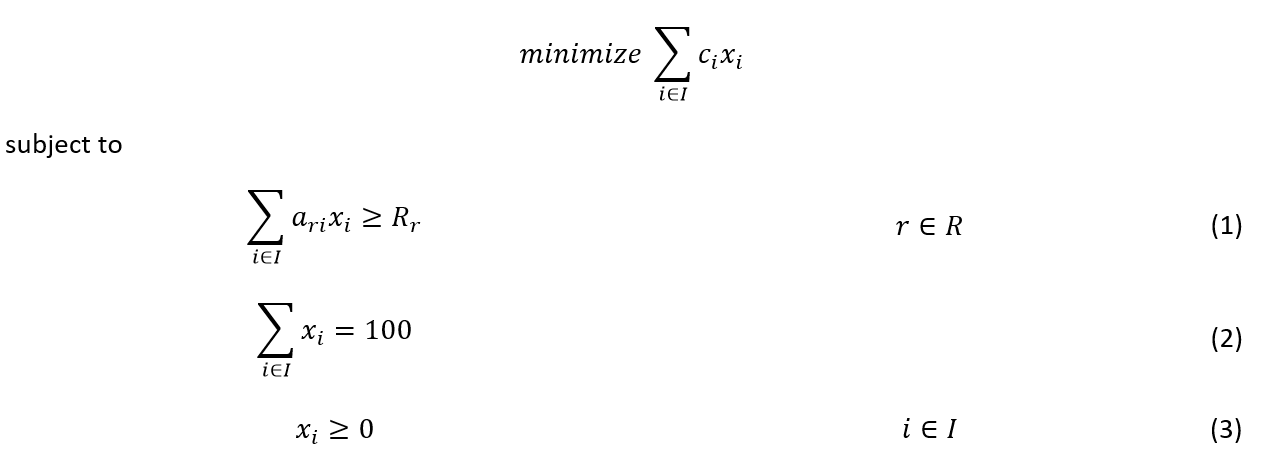 minimize ∑_{i∈I} c_i x_i
subject to
∑_{i∈I} a_{ri} x_i ≥ R_r r ∈ R (1)
∑_{i∈I} x_i = 100 (2)
x_i ≥ 0 i ∈ I (3)